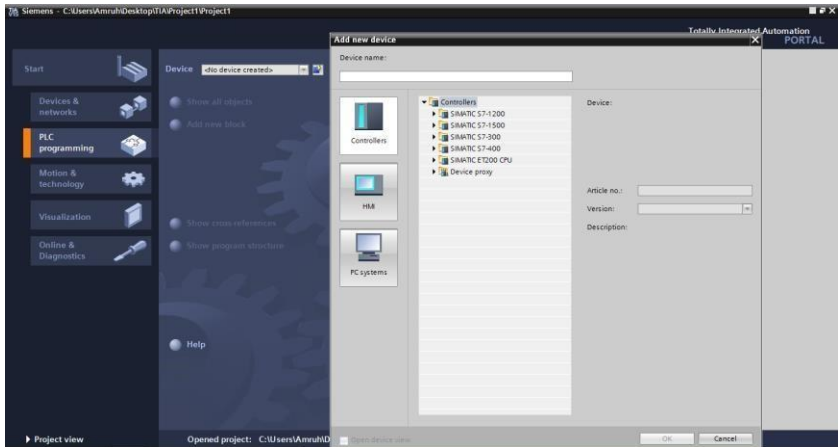 Siemens - C:\Users\Amruh\Desktop\TIA\Project1\Project1
Totally Integrated Automation
PORTAL
Start
Devices &
networks
PLC
programming
Motion &
technology
Visualization
Online &
Diagnostics
Project view
Device
<No device created>
Show all objects
Add new block
Show cross-references
Show program structure
Help
Opened project: C:\Users\Amruh\D
Add new device
Device name:
Controllers
HMI
PC systems
Controllers
SIMATIC S7-1200
SIMATIC S7-1500
SIMATIC S7-300
SIMATIC S7-400
SIMATIC ET200 CPU
Device proxy
Device:
Article no.:
Version:
Description:
Open device view
OK
Cancel